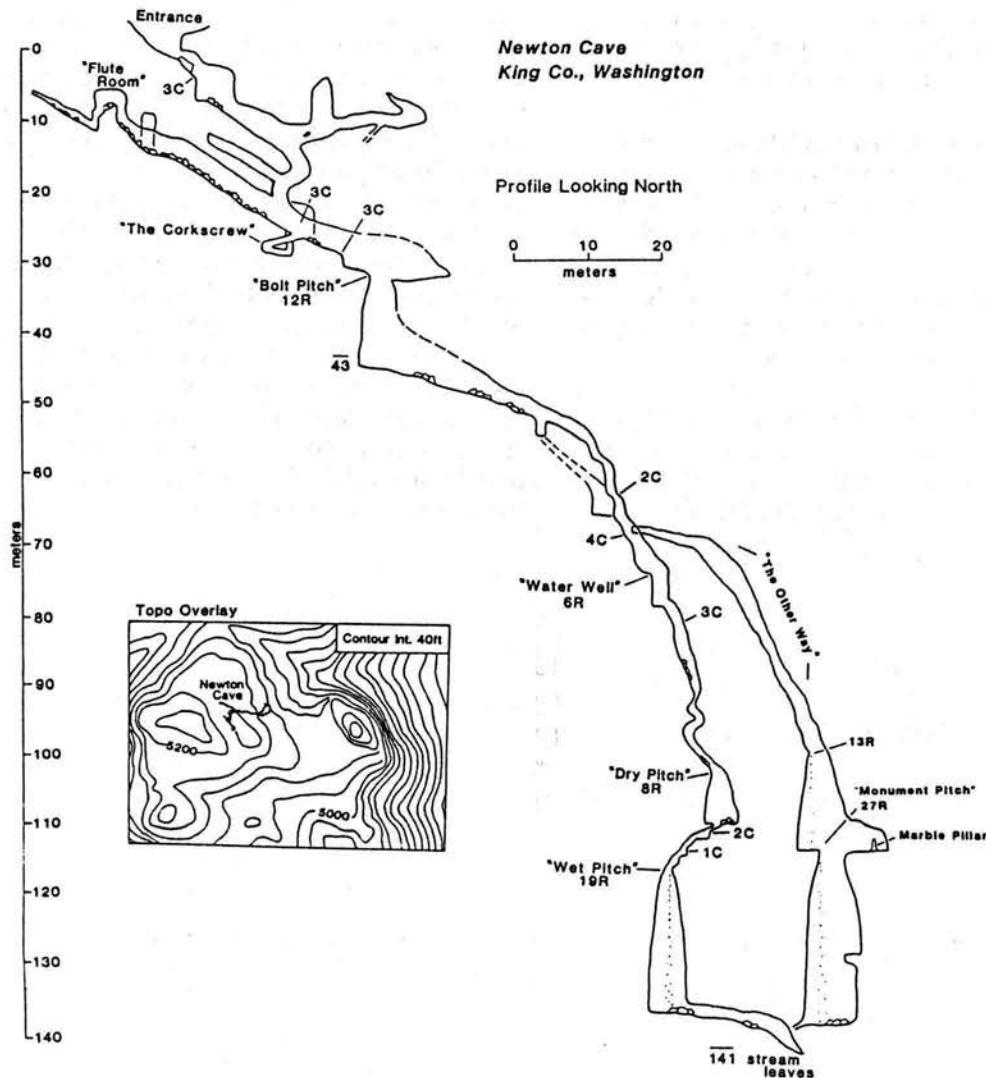 Entrance
Newton Cave
King Co., Washington
0
"Flute
Room"
3C
10
Profile Looking North
20
3C
3C
"The Corkscrew"
0 10 20
meters
30
"Bolt Pitch"
12R
40
43
50
60
2C
meters
70
4C
"The Other Way"
"Water Well"
6R
80
3C
Topo Overlay
Contour Int. 40ft
90
Newton
Cave
5200
100
13R
"Dry Pitch"
8R
"Monument Pitch"
27R
5000
110
2C
Marble Pillar
1C
"Wet Pitch"
19R
120
130
140
141 stream
leaves